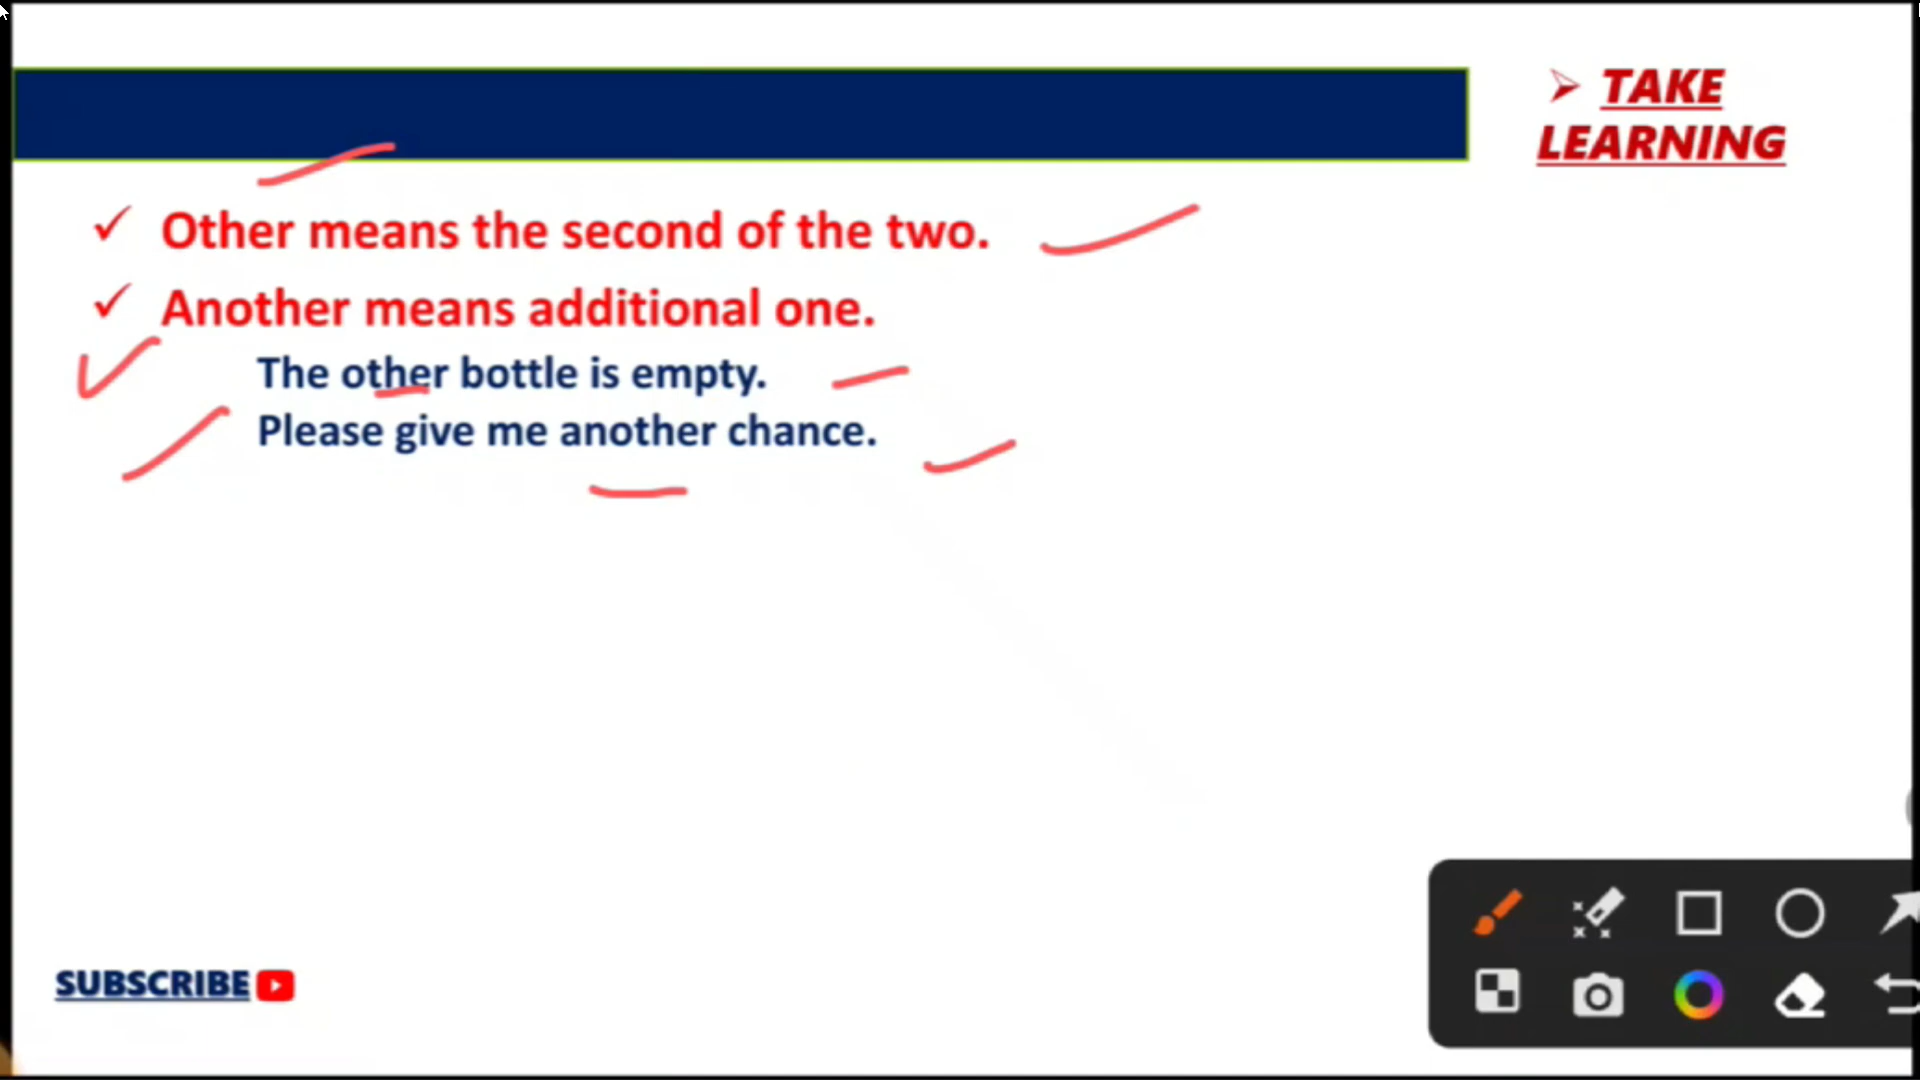 TAKE
LEARNING
Other means the second of the two.
Another means additional one.
The other bottle is empty.
Please give me another chance.
SUBSCRIBE